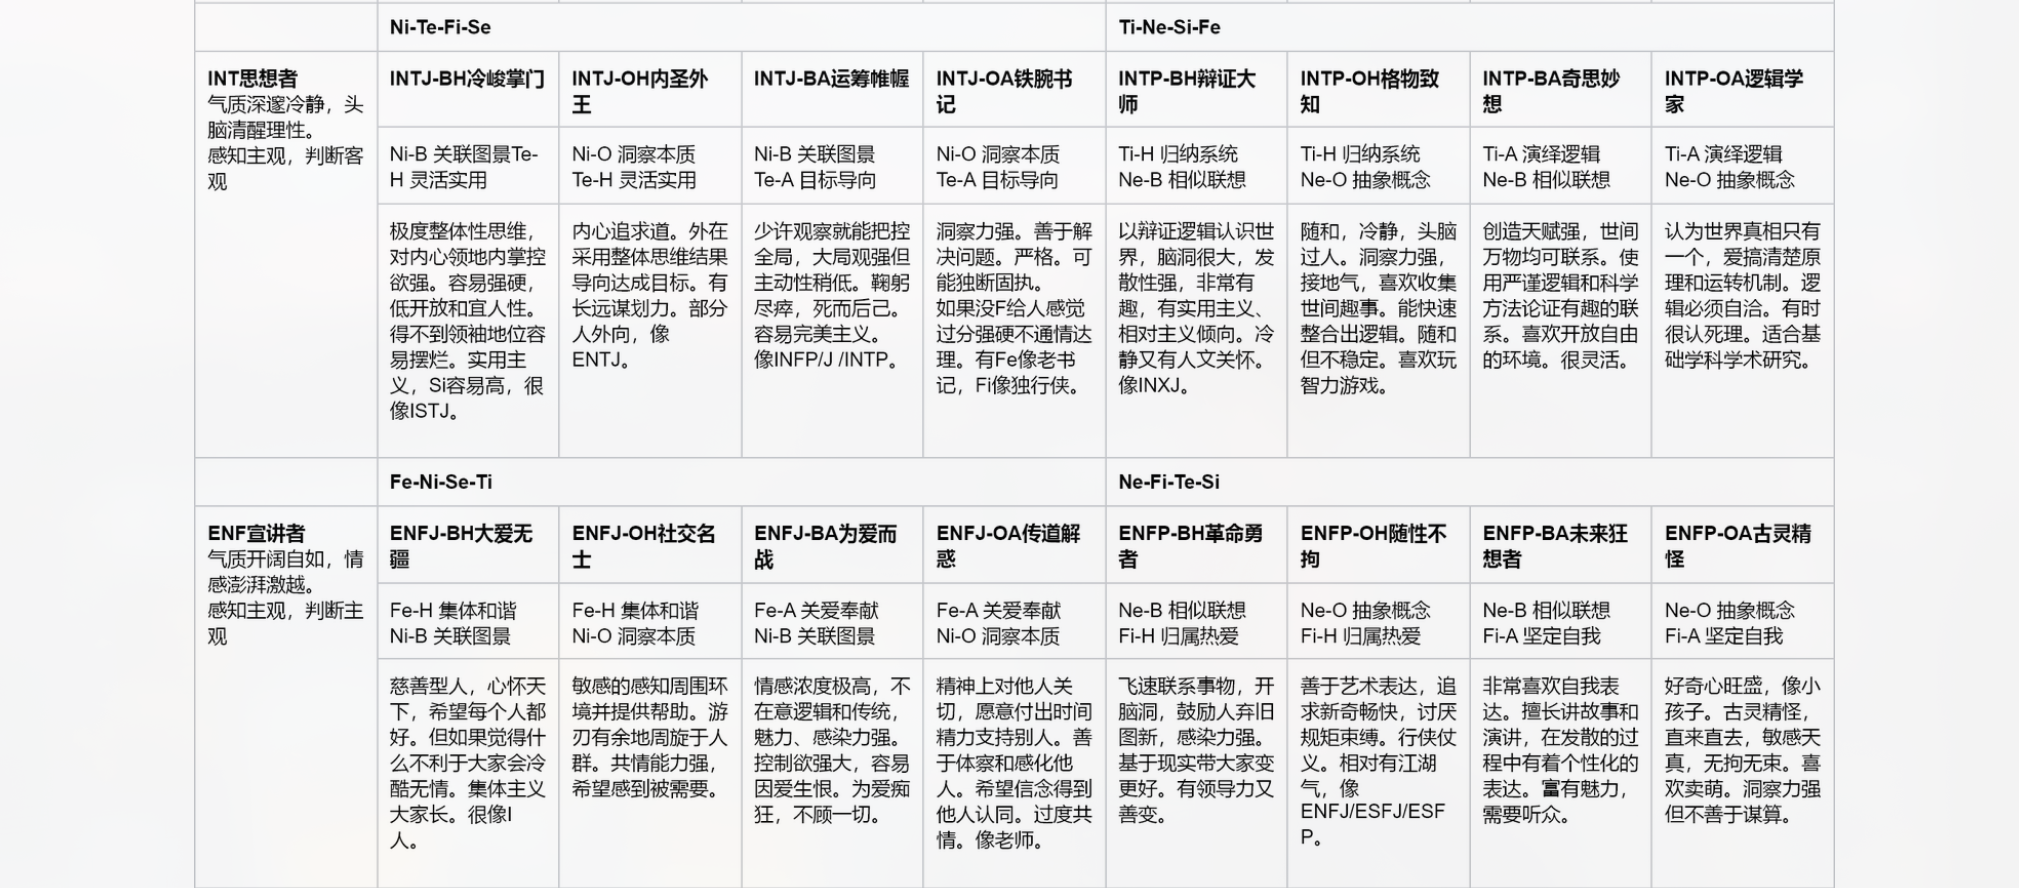 Ni-Te-Fi-Se
Ti-Ne-Si-Fe
INT思想者
气质深邃冷静，头
脑清醒理性。
感知主观，判断客
观
INTJ-BH冷峻掌门
INTJ-OH内圣外
王
INTJ-BA运筹帷幄
INTJ-OA铁腕书
记
INTP-BH辩证大
师
INTP-OH格物致
知
INTP-BA奇思妙
想
INTP-OA逻辑学
家
Ni-B 关联图景Te-
H 灵活实用
Ni-O 洞察本质
Te-H 灵活实用
Ni-B 关联图景
Te-A 目标导向
Ni-O 洞察本质
Te-A 目标导向
Ti-H 归纳系统
Ne-B 相似联想
Ti-H 归纳系统
Ne-O 抽象概念
Ti-A 演绎逻辑
Ne-B 相似联想
Ti-A 演绎逻辑
Ne-O 抽象概念
极度整体性思维，
对内心领地内掌控
欲强。容易强硬，
低开放和宜人性。
得不到领袖地位容
易摆烂。实用主
义，Si容易高，很
像ISTJ。
内心追求道。外在
采用整体思维结果
导向达成目标。有
长远谋划力。部分
人外向，像
ENTJ。
少许观察就能把控
全局，大局观强但
主动性稍低。鞠躬
尽瘁，死而后己。
容易完美主义。
像INFP/J /INTP。
洞察力强。善于解
决问题。严格。可
能独断固执。
如果没F给人感觉
过分强硬不通情达
理。有Fe像老书
记，Fi像独行侠。
以辩证逻辑认识世
界，脑洞很大，发
散性强，非常有
趣，有实用主义、
相对主义倾向。冷
静又有人文关怀。
像INXJ。
随和，冷静，头脑
过人。洞察力强，
接地气，喜欢收集
世间趣事。能快速
整合出逻辑。随和
但不稳定。喜欢玩
智力游戏。
创造天赋强，世间
万物均可联系。使
用严谨逻辑和科学
方法论证有趣的联
系。喜欢开放自由
的环境。很灵活。
认为世界真相只有
一个，爱搞清楚原
理和运转机制。逻
辑必须自洽。有时
很认死理。适合基
础学科学术研究。
Fe-Ni-Se-Ti
Ne-Fi-Te-Si
ENF宣讲者
气质开阔自如，情
感澎湃激越。
感知主观，判断主
观
ENFJ-BH大爱无
疆
ENFJ-OH社交名
士
ENFJ-BA为爱而
战
ENFJ-OA传道解
惑
ENFP-BH革命勇
者
ENFP-OH随性不
拘
ENFP-BA未来狂
想者
ENFP-OA古灵精
怪
Fe-H 集体和谐
Ni-B 关联图景
Fe-H 集体和谐
Ni-O 洞察本质
Fe-A 关爱奉献
Ni-B 关联图景
Fe-A 关爱奉献
Ni-O 洞察本质
Ne-B 相似联想
Fi-H 归属热爱
Ne-O 抽象概念
Fi-H 归属热爱
Ne-B 相似联想
Fi-A 坚定自我
Ne-O 抽象概念
Fi-A 坚定自我
慈善型人，心怀天
下，希望每个人都
好。但如果觉得什
么不利于大家会冷
酷无情。集体主义
大家长。很像I
人。
敏感的感知周围环
境并提供帮助。游
刃有余地周旋于人
群。共情能力强，
希望感到被需要。
情感浓度极高，不
在意逻辑和传统，
魅力、感染力强。
控制欲强大，容易
因爱生恨。为爱痴
狂，不顾一切。
精神上对他人关
切，愿意付出时间
精力支持别人。善
于体察和感化他
人。希望信念得到
他人认同。过度共
情。像老师。
飞速联系事物，开
脑洞，鼓励人弃旧
图新，感染力强。
基于现实带大家变
更好。有领导力又
善变。
善于艺术表达，追
求新奇畅快，讨厌
规矩束缚。行侠仗
义。相对有江湖
气，像
ENFJ/ESFJ/ESF
P。
非常喜欢自我表
达。擅长讲故事和
演讲，在发散的过
程中有着个性化的
表达。富有魅力，
需要听众。
好奇心旺盛，像小
孩子。古灵精怪，
直来直去，敏感天
真，无拘无束。喜
欢卖萌。洞察力强
但不善于谋算。